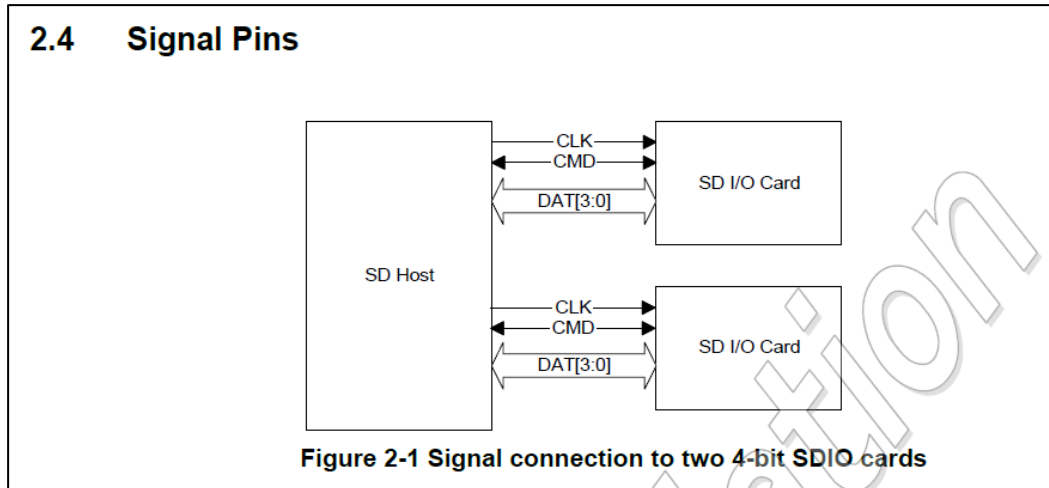 2.4 Signal Pins
CLK
CMD
DAT[3:0]
SD I/O Card
SD Host
CLK
CMD
DAT[3:0]
SD I/O Card
Figure 2-1 Signal connection to two 4-bit SDIO cards